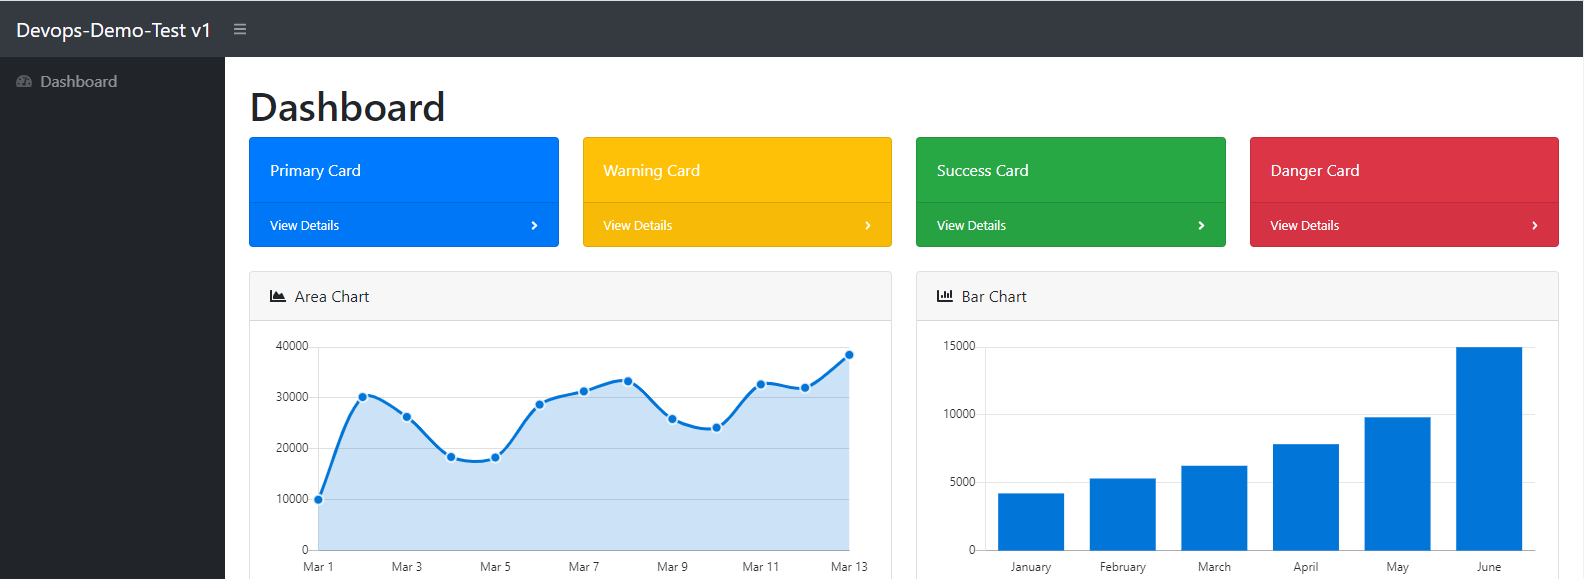 Devops-Demo-Test v1
Dashboard
Dashboard
Primary Card
View Details
Warning Card
View Details
Success Card
View Details
Danger Card
View Details
Area Chart
40000
30000
20000
10000
0
Mar 1 Mar 3 Mar 5 Mar 7 Mar 9 Mar 11 Mar 13
Bar Chart
15000
10000
5000
0
January February March April May June